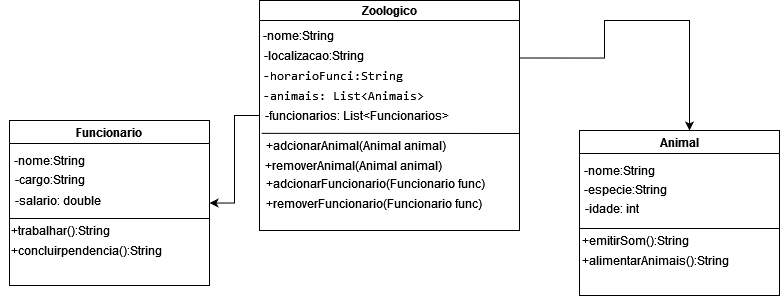 Zoologico
-nome:String
-localizacao:String
-horarioFunci:String
-animais: List<Animais>
-funcionarios: List<Funcionarios>
+adcionarAnimal(Animal animal)
+removerAnimal(Animal animal)
+adcionarFuncionario(Funcionario func)
+removerFuncionario(Funcionario func)
Funcionario
-nome:String
-cargo:String
-salario: double
+trabalhar():String
+concluirpendencia():String
Animal
-nome:String
-especie:String
-idade: int
+emitirSom():String
+alimentarAnimais():String